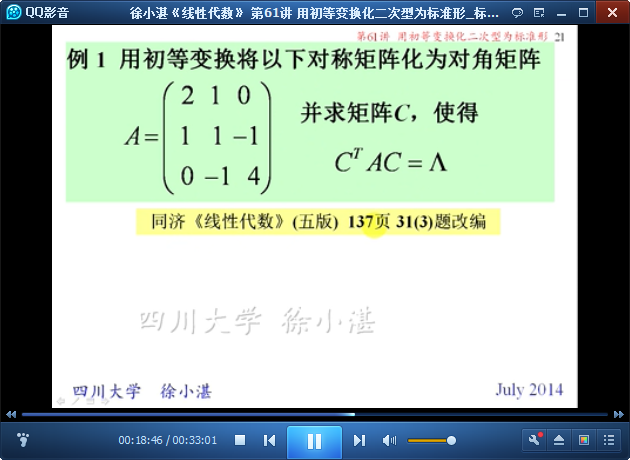 QQ影音
徐小湛《线性代数》 第61讲 用初等变换化二次型为标准形_标...
第61讲 用初等变换化二次型为标准形 21
例 1 用初等变换将以下对称矩阵化为对角矩阵
A=
2 1 0
1 1 −1
0 −1 4
并求矩阵C，使得
C^T AC = Λ
同济《线性代数》(五版) 137页 31(3)题改编
四川大学 徐小湛
四川大学 徐小湛
July 2014
00:18:46 / 00:33:01